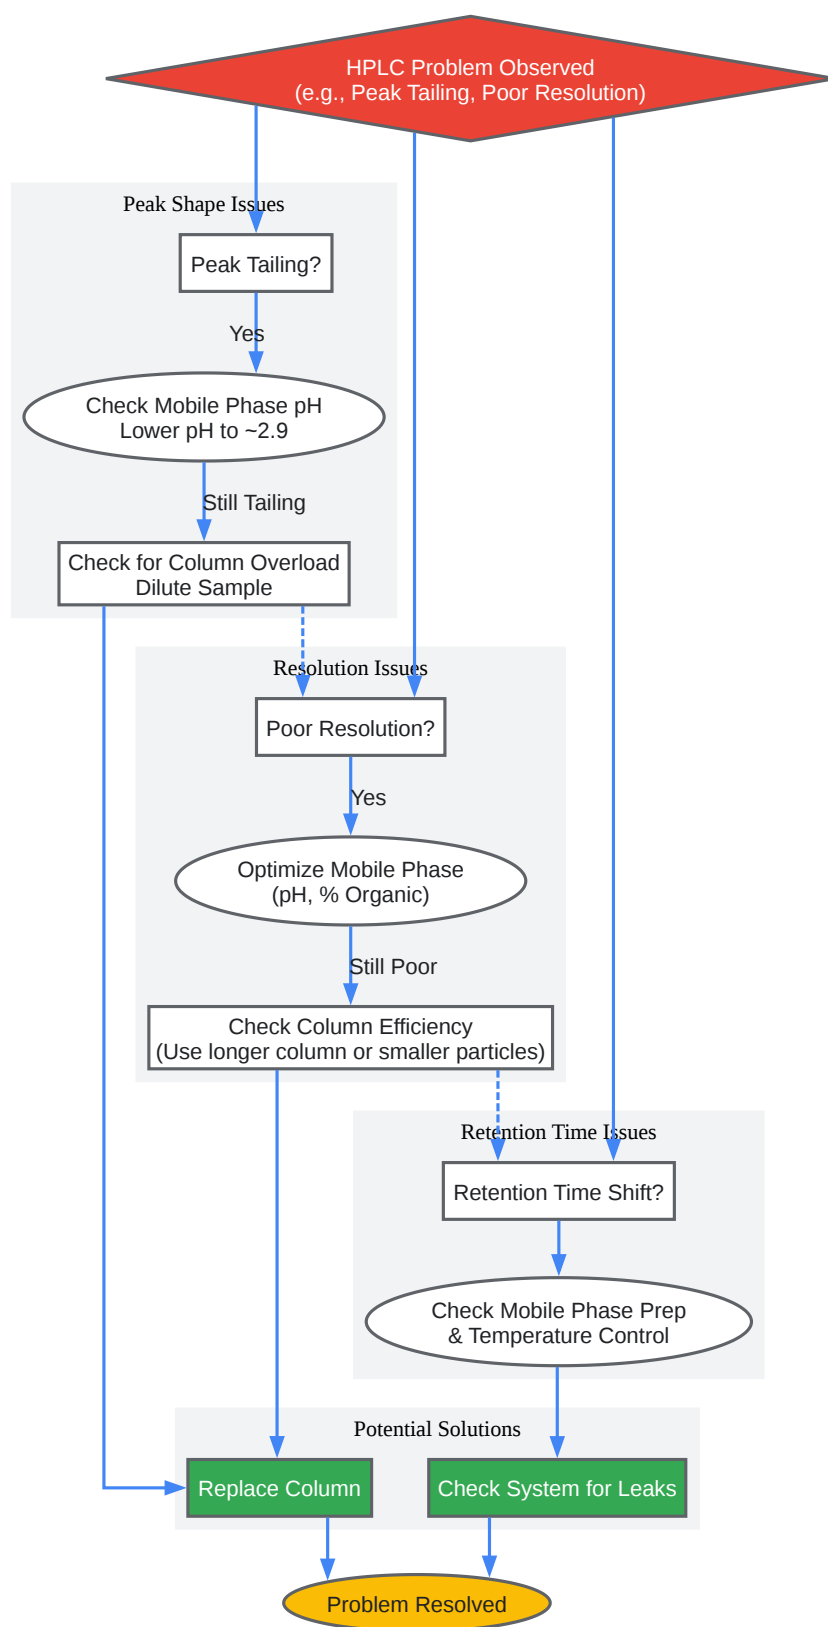 HPLC Problem Observed
(e.g., Peak Tailing, Poor Resolution)
Peak Shape Issues
Peak Tailing?
Yes
Check Mobile Phase pH
Lower pH to ~2.9
Still Tailing
Check for Column Overload
Dilute Sample
Resolution Issues
Poor Resolution?
Yes
Optimize Mobile Phase
(pH, % Organic)
Still Poor
Check Column Efficiency
(Use longer column or smaller particles)
Retention Time Issues
Retention Time Shift?
Check Mobile Phase Prep
& Temperature Control
Potential Solutions
Replace Column
Check System for Leaks
Problem Resolved